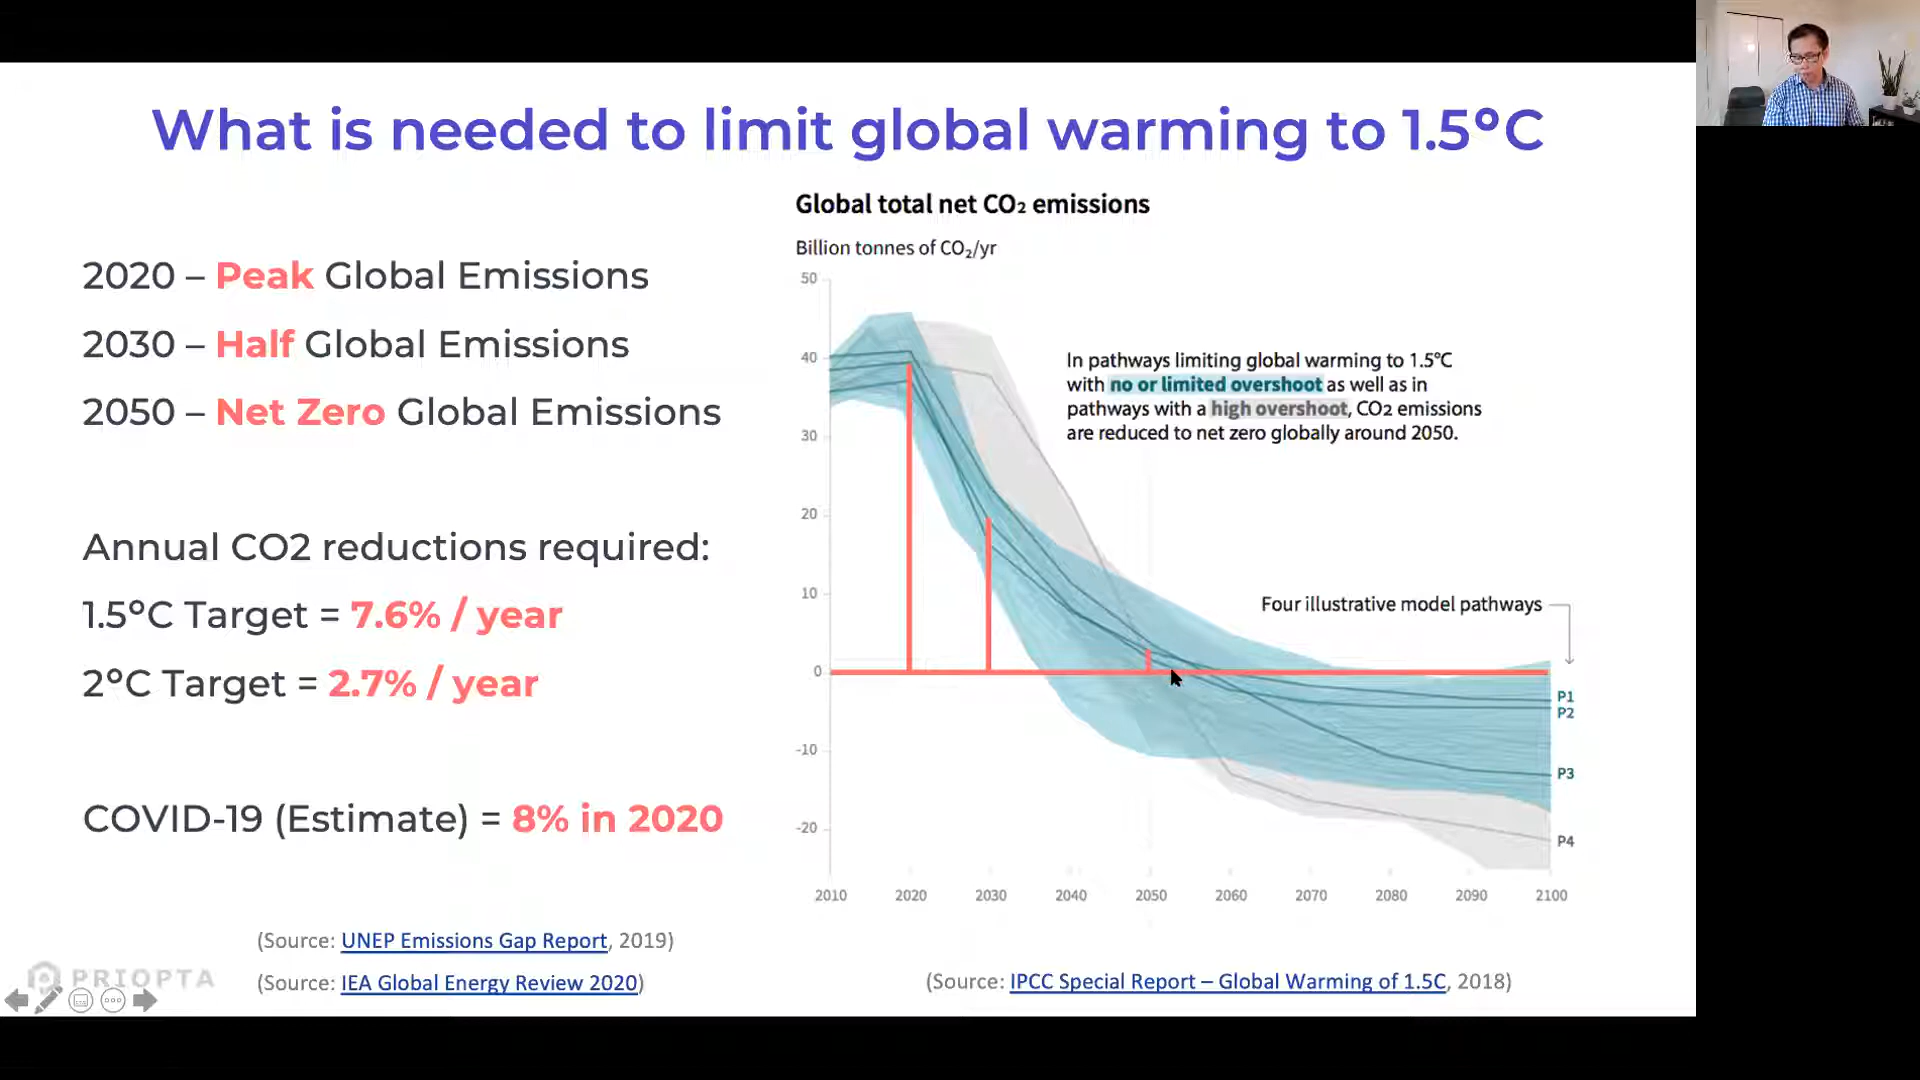 What is needed to limit global warming to 1.5°C
2020 – Peak Global Emissions
2030 – Half Global Emissions
2050 – Net Zero Global Emissions
Annual CO2 reductions required:
1.5°C Target = 7.6% / year
2°C Target = 2.7% / year
COVID-19 (Estimate) = 8% in 2020
(Source: UNEP Emissions Gap Report, 2019)
(Source: IEA Global Energy Review 2020)
PRIOPTA
Global total net CO₂ emissions
Billion tonnes of CO₂/yr
50
40
30
20
10
0
-10
-20
In pathways limiting global warming to 1.5°C
with no or limited overshoot as well as in
pathways with a high overshoot, CO2 emissions
are reduced to net zero globally around 2050.
Four illustrative model pathways
P1
P2
P3
P4
2010 2020 2030 2040 2050 2060 2070 2080 2090 2100
(Source: IPCC Special Report – Global Warming of 1.5C, 2018)